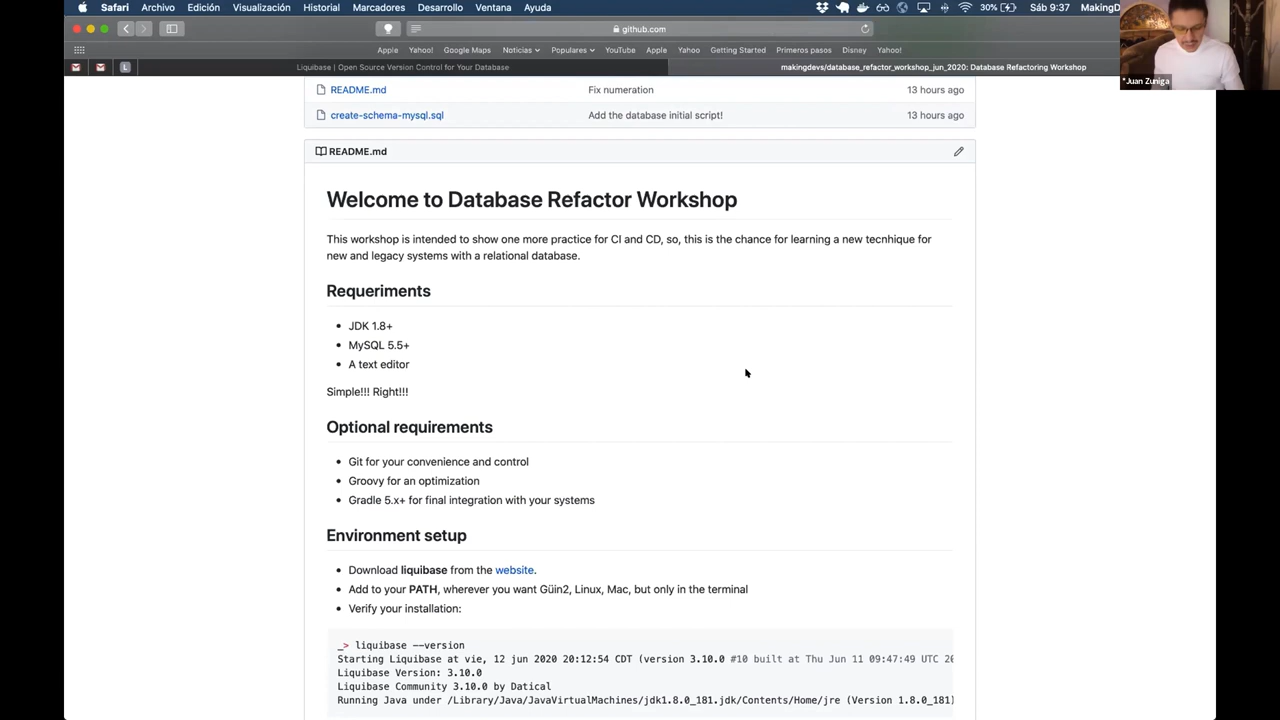 Safari Archivo Edición Visualización Historial Marcadores Desarrollo Ventana Ayuda 30% Sáb 9:37 MakingD
github.com
Apple Yahoo! Google Maps Noticias Populares YouTube Apple Yahoo Getting Started Primeros pasos Disney Yahoo!
L Liquibase | Open Source Version Control for Your Database makingdevs/database_refactor_workshop_jun_2020: Database Refactoring Workshop
*Juan Zuniga
README.md Fix numeration 13 hours ago
create-schema-mysql.sql Add the database initial script! 13 hours ago
README.md
Welcome to Database Refactor Workshop
This workshop is intended to show one more practice for CI and CD, so, this is the chance for learning a new tecnhique for
new and legacy systems with a relational database.
Requeriments
JDK 1.8+
MySQL 5.5+
A text editor
Simple!!! Right!!!
Optional requirements
Git for your convenience and control
Groovy for an optimization
Gradle 5.x+ for final integration with your systems
Environment setup
Download liquibase from the website.
Add to your PATH, wherever you want Güin2, Linux, Mac, but only in the terminal
Verify your installation:
_> liquibase --version
Starting Liquibase at vie, 12 jun 2020 20:12:54 CDT (version 3.10.0 #10 built at Thu Jun 11 09:47:49 UTC 20
Liquibase Version: 3.10.0
Liquibase Community 3.10.0 by Datical
Running Java under /Library/Java/JavaVirtualMachines/jdk1.8.0_181.jdk/Contents/Home/jre (Version 1.8.0_181)